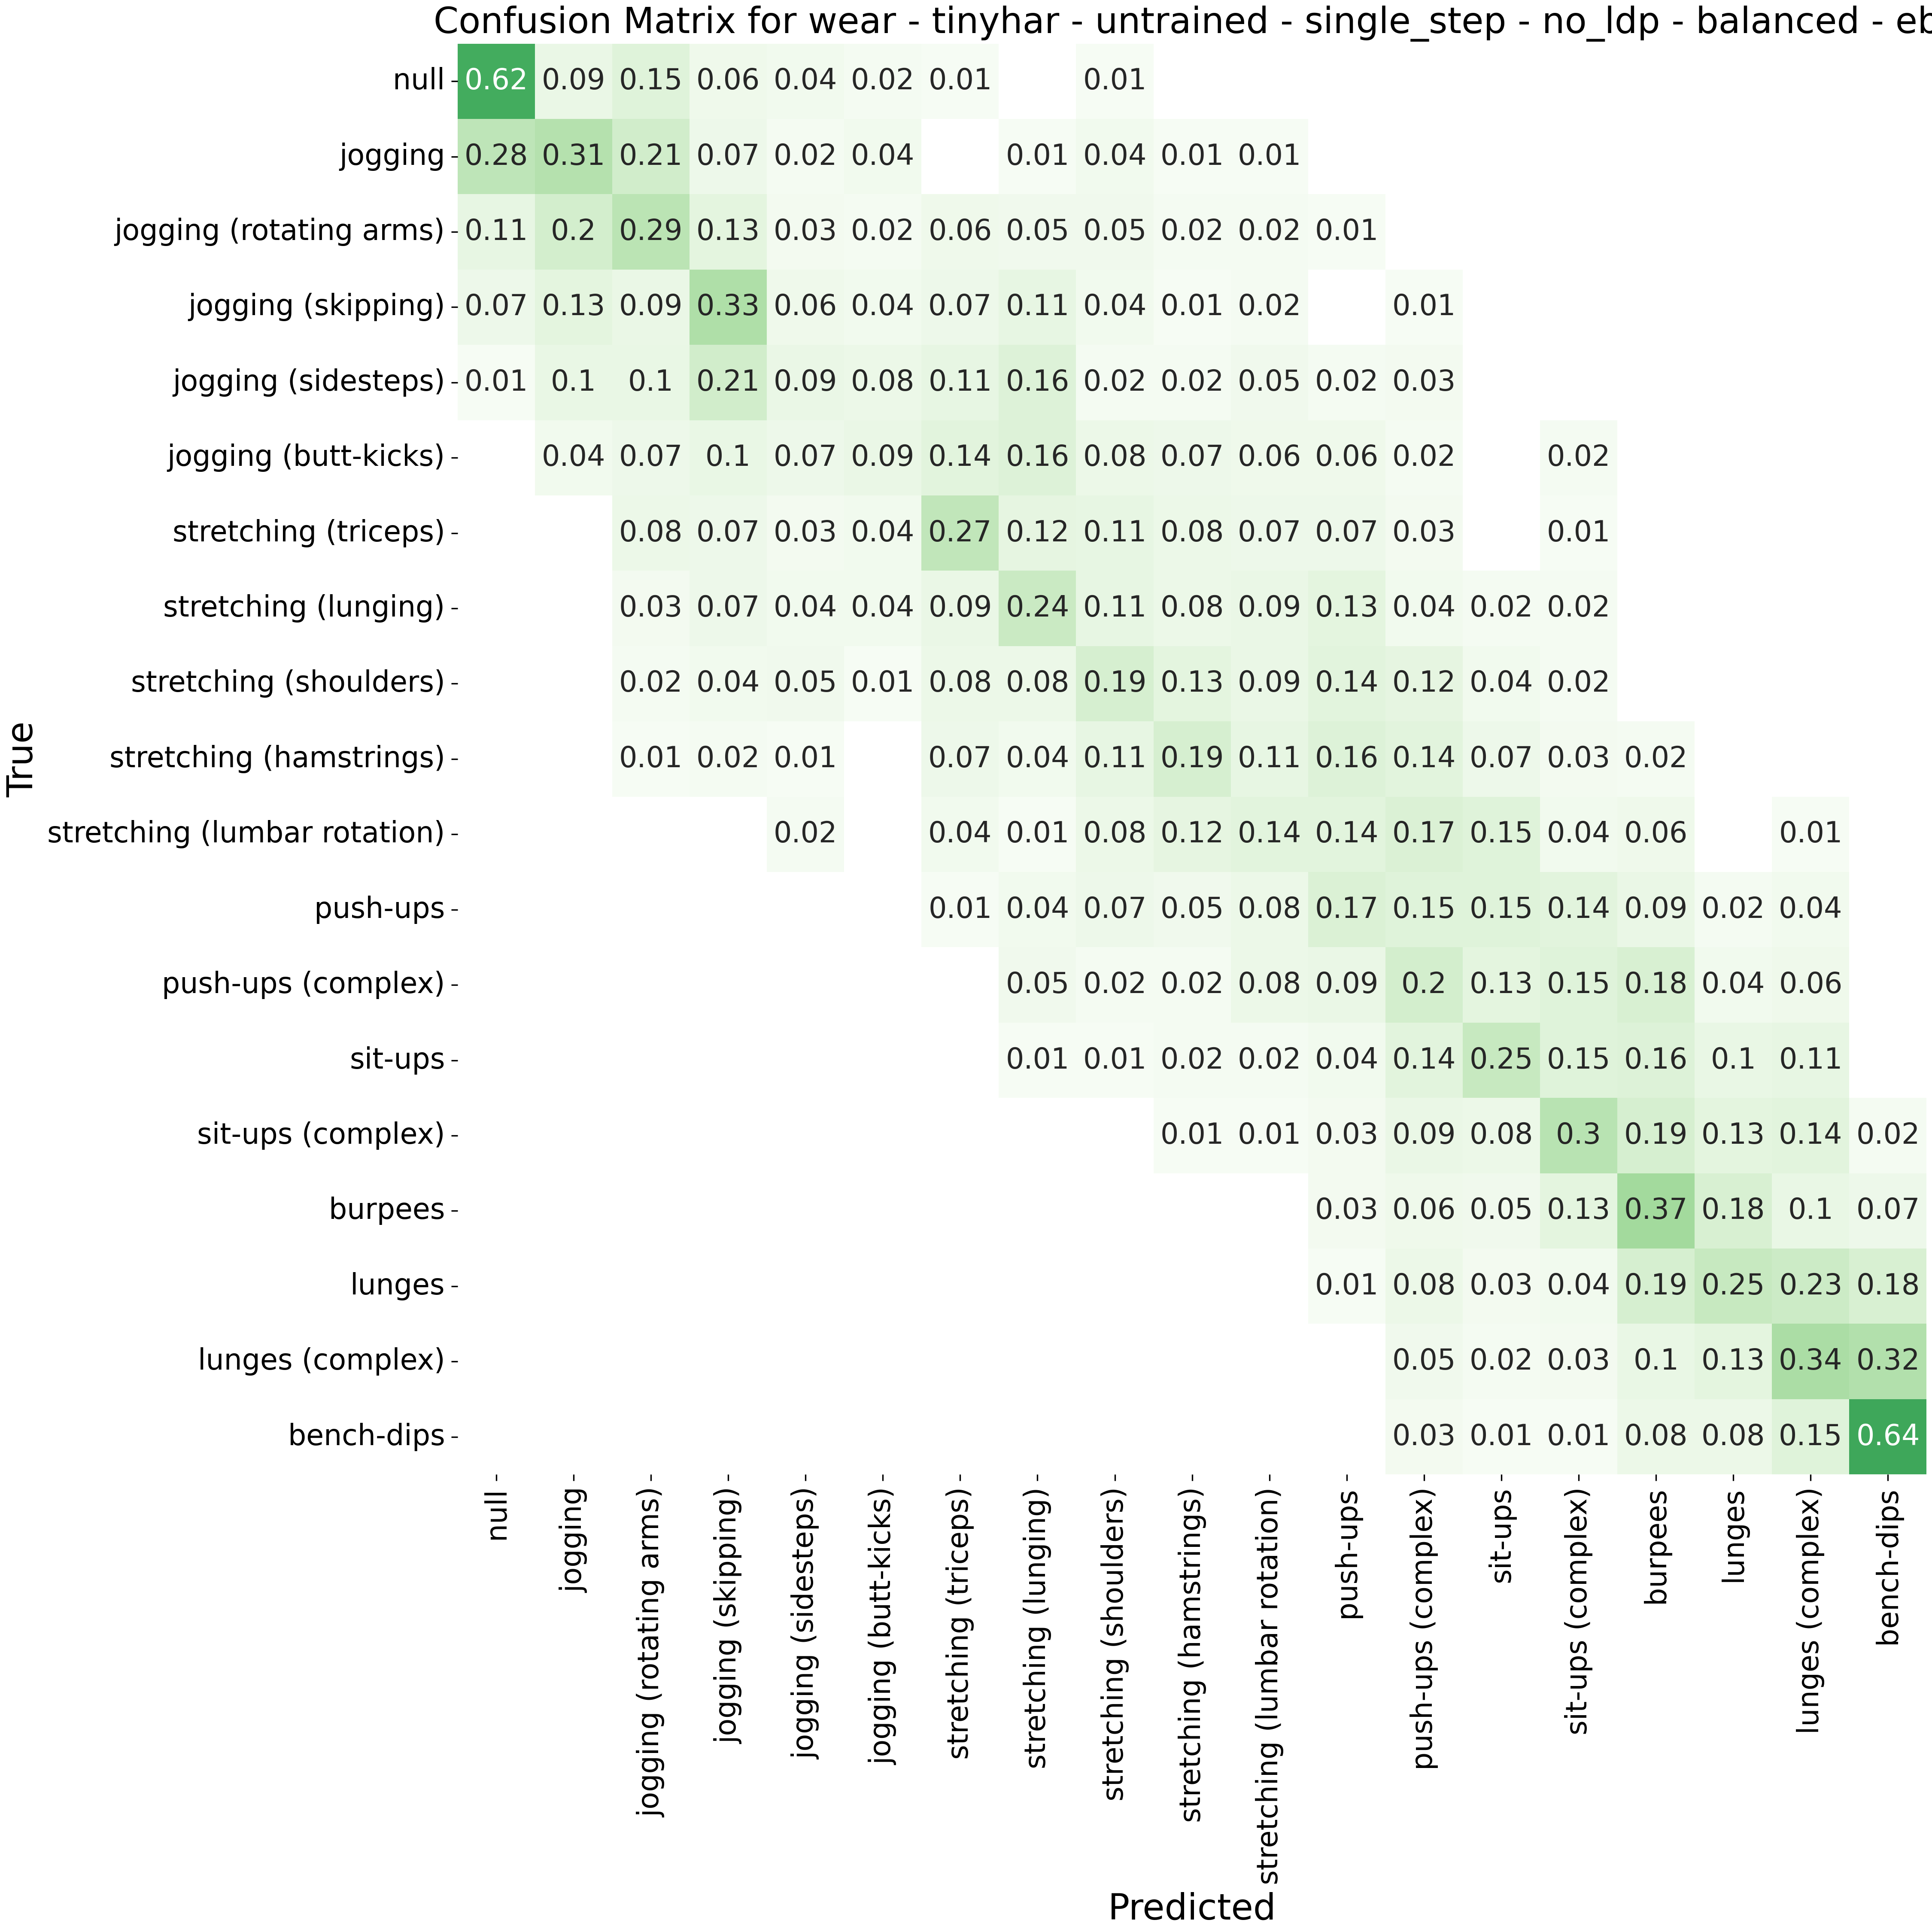 Confusion Matrix for wear - tinyhar - untrained - single_step - no_ldp - balanced - eb
null 0.62 0.09 0.15 0.06 0.04 0.02 0.01 0.01
jogging 0.28 0.31 0.21 0.07 0.02 0.04 0.01 0.04 0.01 0.01
jogging (rotating arms) 0.11 0.2 0.29 0.13 0.03 0.02 0.06 0.05 0.05 0.02 0.02 0.01
jogging (skipping) 0.07 0.13 0.09 0.33 0.06 0.04 0.07 0.11 0.04 0.01 0.02 0.01
jogging (sidesteps) 0.01 0.1 0.1 0.21 0.09 0.08 0.11 0.16 0.02 0.02 0.05 0.02 0.03
jogging (butt-kicks) 0.04 0.07 0.1 0.07 0.09 0.14 0.16 0.08 0.07 0.06 0.06 0.02 0.02
stretching (triceps) 0.08 0.07 0.03 0.04 0.27 0.12 0.11 0.08 0.07 0.07 0.03 0.01
stretching (lunging) 0.03 0.07 0.04 0.04 0.09 0.24 0.11 0.08 0.09 0.13 0.04 0.02 0.02
stretching (shoulders) 0.02 0.04 0.05 0.01 0.08 0.08 0.19 0.13 0.09 0.14 0.12 0.04 0.02
stretching (hamstrings) 0.01 0.02 0.01 0.07 0.04 0.11 0.19 0.11 0.16 0.14 0.07 0.03 0.02
stretching (lumbar rotation) 0.02 0.04 0.01 0.08 0.12 0.14 0.14 0.17 0.15 0.04 0.06 0.01
push-ups 0.01 0.04 0.07 0.05 0.08 0.17 0.15 0.15 0.14 0.09 0.02 0.04
push-ups (complex) 0.05 0.02 0.02 0.08 0.09 0.2 0.13 0.15 0.18 0.04 0.06
sit-ups 0.01 0.01 0.02 0.02 0.04 0.14 0.25 0.15 0.16 0.1 0.11
sit-ups (complex) 0.01 0.01 0.03 0.09 0.08 0.3 0.19 0.13 0.14 0.02
burpees 0.03 0.06 0.05 0.13 0.37 0.18 0.1 0.07
lunges 0.01 0.08 0.03 0.04 0.19 0.25 0.23 0.18
lunges (complex) 0.05 0.02 0.03 0.1 0.13 0.34 0.32
bench-dips 0.03 0.01 0.01 0.08 0.08 0.15 0.64
True
null
jogging
jogging (rotating arms)
jogging (skipping)
jogging (sidesteps)
jogging (butt-kicks)
stretching (triceps)
stretching (lunging)
stretching (shoulders)
stretching (hamstrings)
stretching (lumbar rotation)
push-ups
push-ups (complex)
sit-ups
sit-ups (complex)
burpees
lunges
lunges (complex)
bench-dips
Predicted